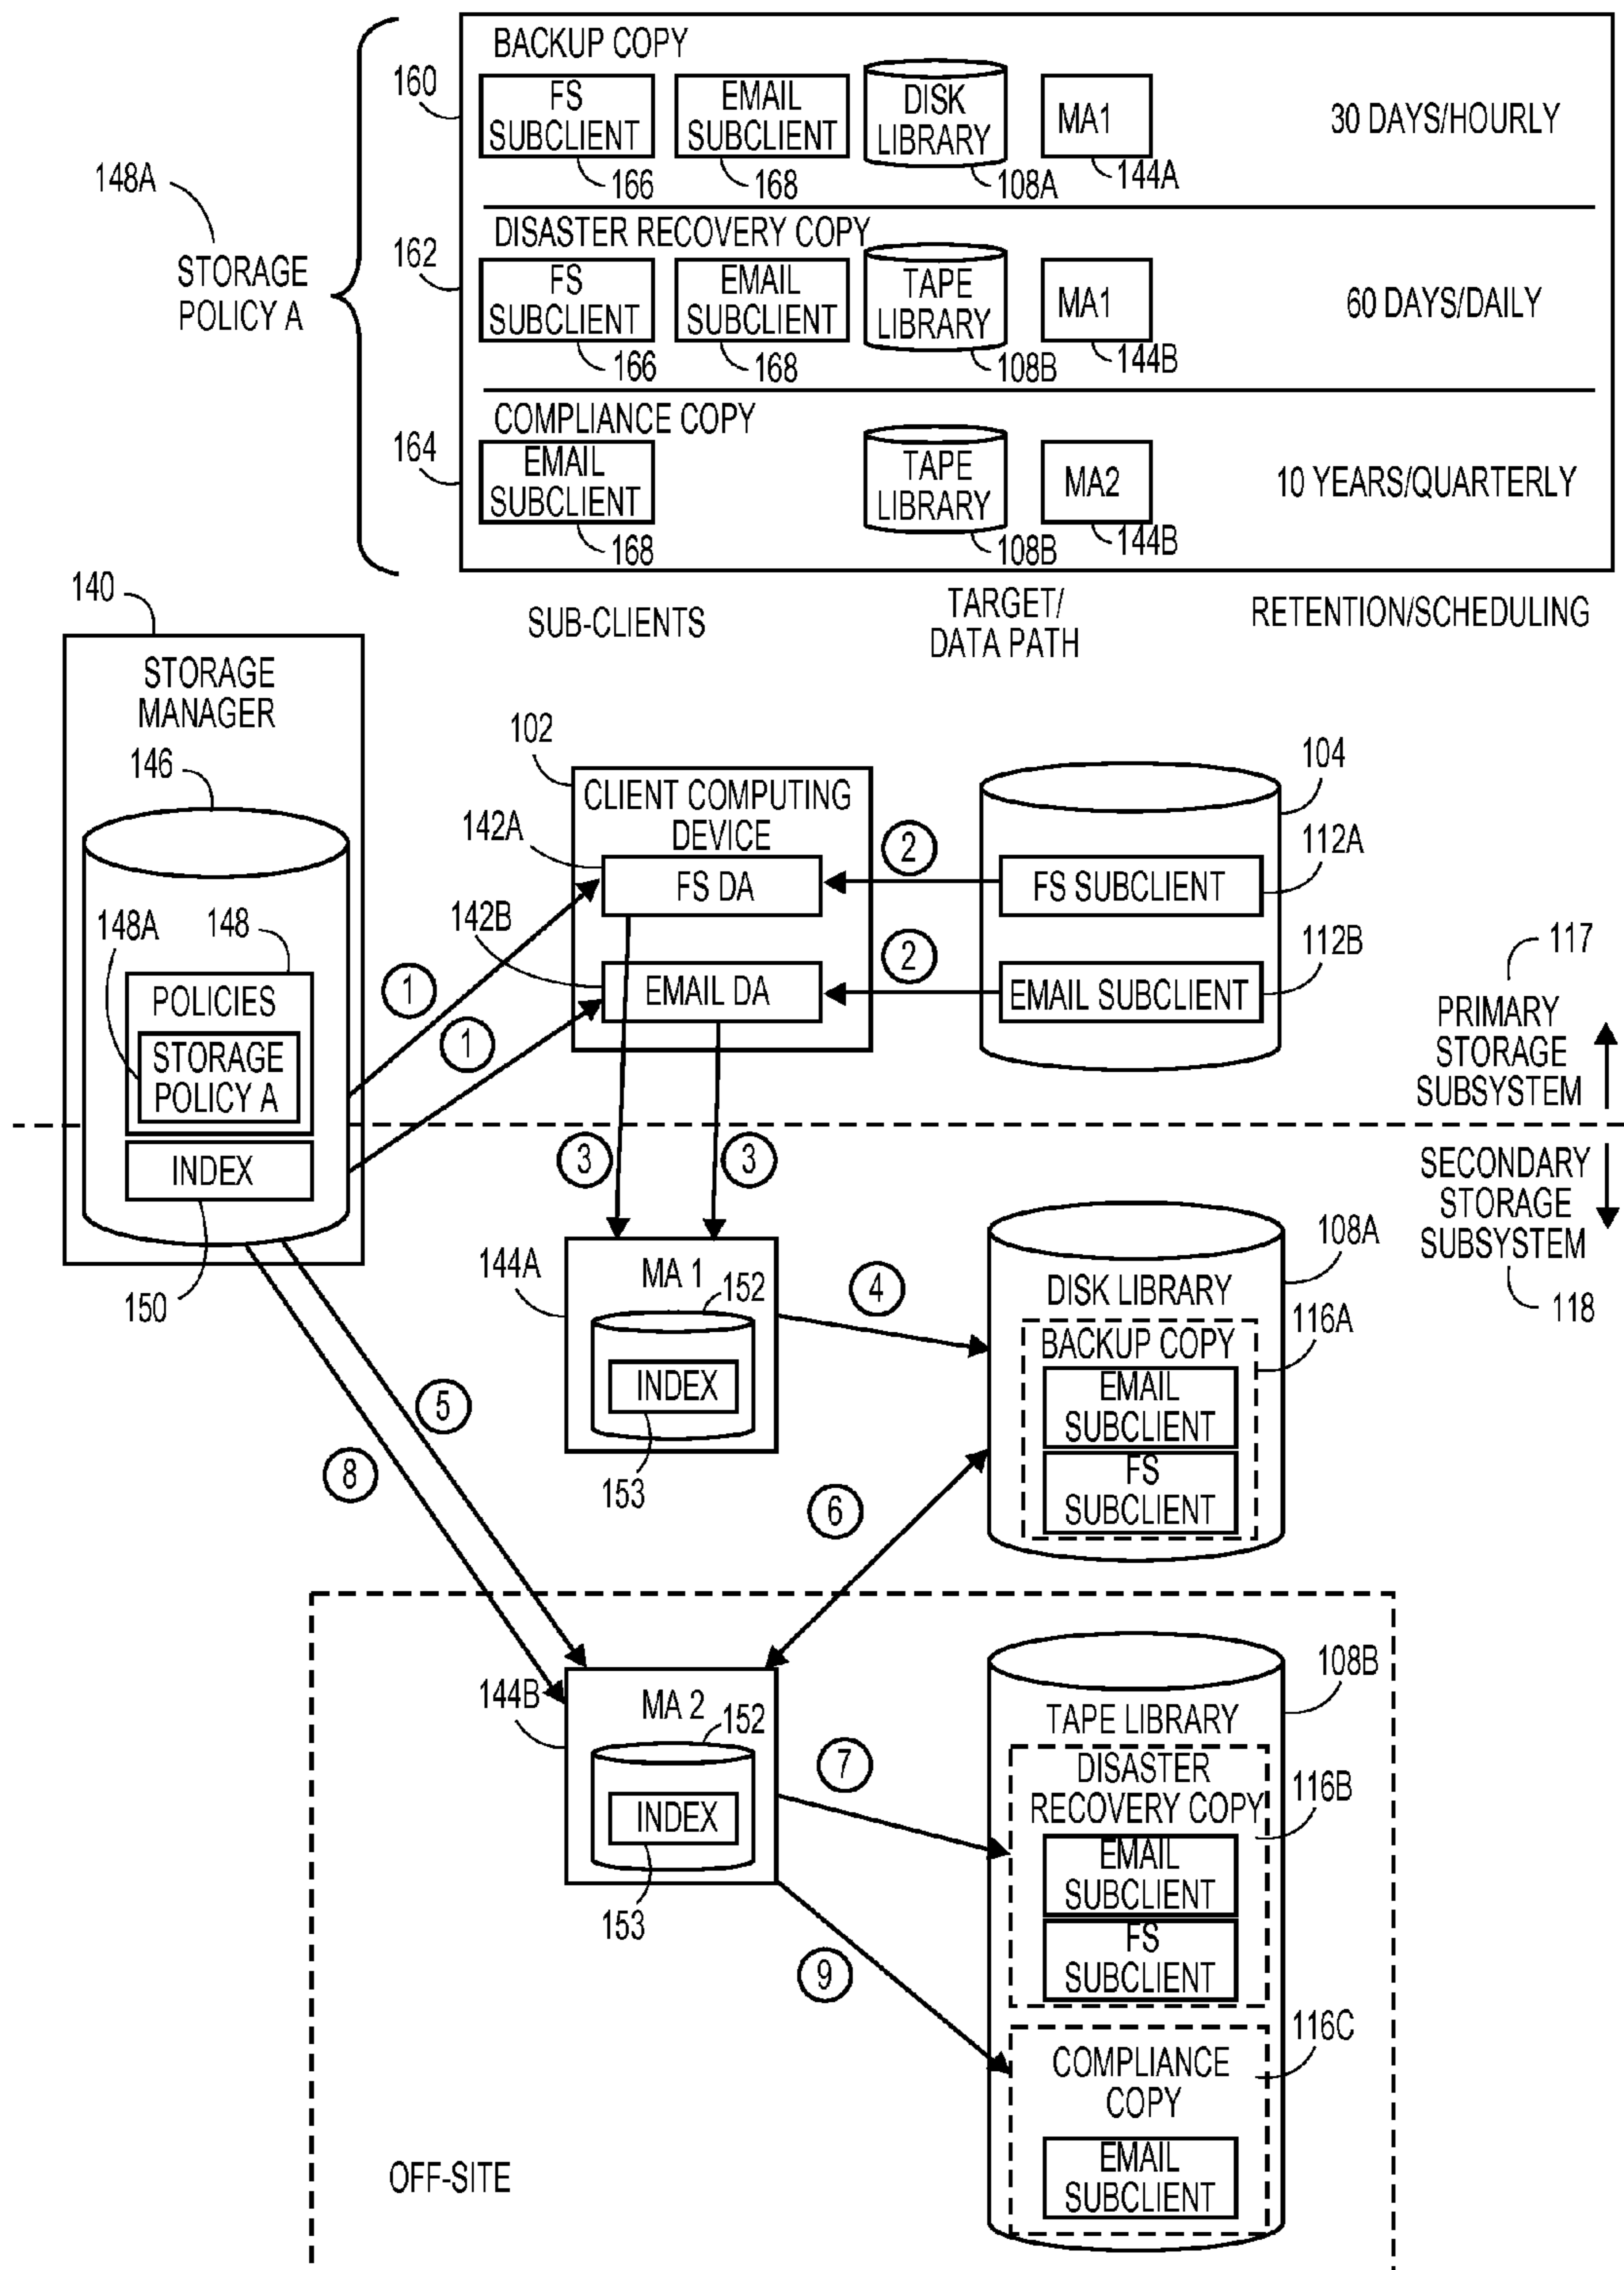 BACKUP COPY
160
FS
SUBCLIENT
166
EMAIL
SUBCLIENT
168
DISK
LIBRARY
108A
MA1
144A
30 DAYS/HOURLY
148A
STORAGE
POLICY A
DISASTER RECOVERY COPY
162
FS
SUBCLIENT
166
EMAIL
SUBCLIENT
168
TAPE
LIBRARY
108B
MA1
144B
60 DAYS/DAILY
COMPLIANCE COPY
164
EMAIL
SUBCLIENT
168
TAPE
LIBRARY
108B
MA2
144B
10 YEARS/QUARTERLY
SUB-CLIENTS
TARGET/
DATA PATH
RETENTION/SCHEDULING
140
STORAGE
MANAGER
146
148A
148
POLICIES
STORAGE
POLICY A
INDEX
150
102
CLIENT COMPUTING
DEVICE
142A
FS DA
142B
EMAIL DA
104
FS SUBCLIENT
112A
EMAIL SUBCLIENT
112B
1
1
2
2
117
PRIMARY
STORAGE
SUBSYSTEM
SECONDARY
STORAGE
SUBSYSTEM
118
3
3
144A
MA 1
152
INDEX
153
4
108A
DISK LIBRARY
116A
BACKUP COPY
EMAIL
SUBCLIENT
FS
SUBCLIENT
5
8
6
144B
MA 2
152
INDEX
153
7
9
108B
TAPE LIBRARY
DISASTER
RECOVERY COPY
116B
EMAIL
SUBCLIENT
FS
SUBCLIENT
116C
COMPLIANCE
COPY
EMAIL
SUBCLIENT
OFF-SITE